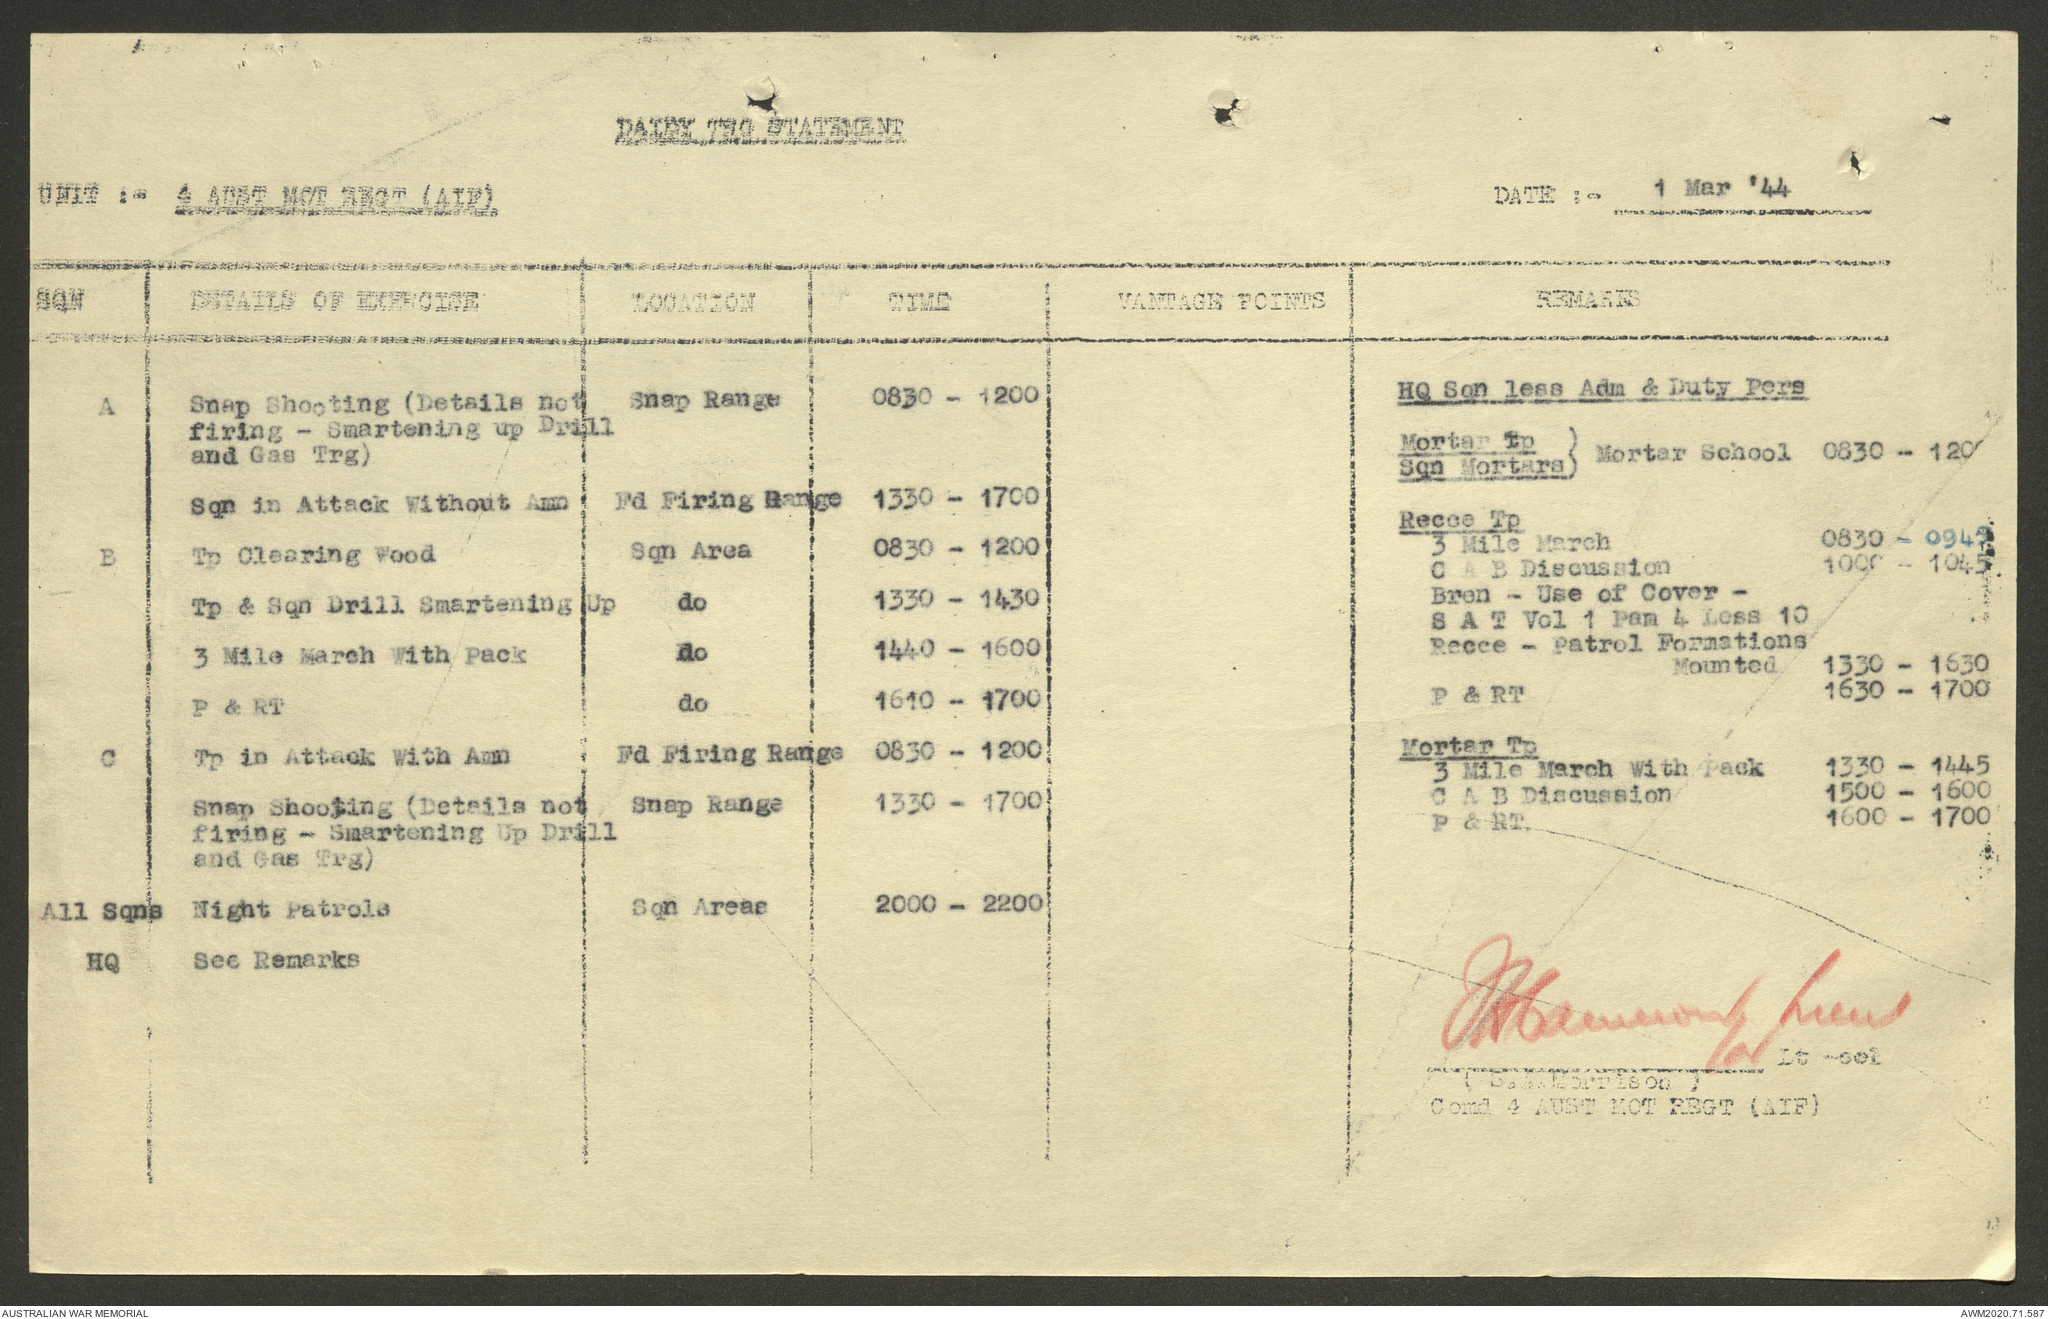 DAILY TRG STATEMENT
UNIT :- 4 AUST MOT REGT (AIF)
DATE :- 1 Mar '44
SQN DETAILS OF EXERCISE LOCATION TIME VANTAGE POINTS REMARKS
A Snap Shooting (Details not Snap Range 0830 - 1200
firing - Smartening up Drill
and Gas Trg)
Sqn in Attack Without Amn Fd Firing Range 1330 - 1700
B Tp Clearing Wood Sqn Area 0830 - 1200
Tp & Sqn Drill Smartening Up do 1330 - 1430
3 Mile March With Pack do 1440 - 1600
P & RT do 1610 - 1700
C Tp in Attack With Amn Fd Firing Range 0830 - 1200
Snap Shooting (Details not Snap Range 1330 - 1700
firing - Smartening Up Drill
and Gas Trg)
All Sqns Night Patrols Sqn Areas 2000 - 2200
HQ See Remarks
HQ Sqn less Adm & Duty Pers
Mortar tp
Sqn Mortars} Mortar School 0830 - 120
Recce Tp
3 Mile March 0830 - 0945
C A B Discussion 1000 - 1045
Bren - Use of Cover -
S A T Vol 1 Pam 4 Less 10
Recce - Patrol Formations
Mounted 1330 - 1630
P & RT 1630 - 1700
Mortar Tp
3 Mile March With Pack 1330 - 1445
C A B Discussion 1500 - 1600
P & RT. 1600 - 1700
for Lt -col
( Morrison )
Comd 4 AUST MOT REGT (AIF)
AUSTRALIAN WAR MEMORIAL
AWM2020.71.587